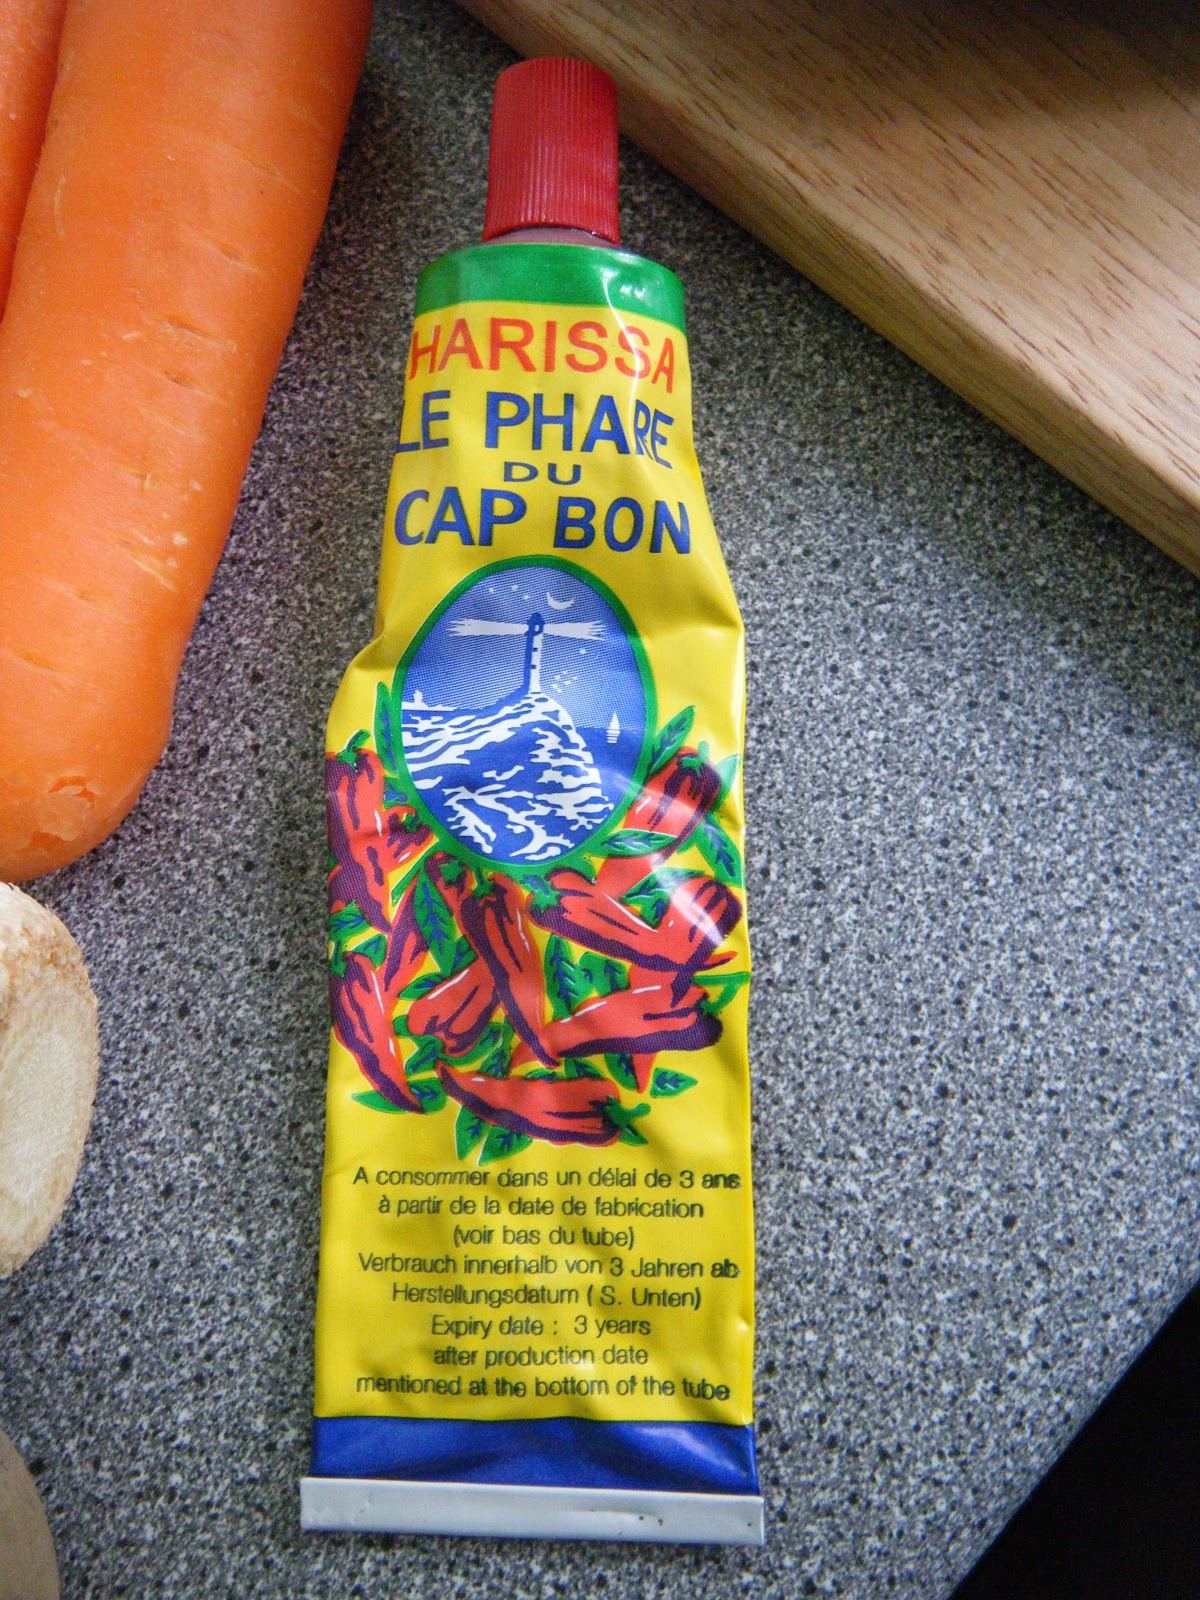 HARISSA
LE PHARE
DU
CAP BON
A consommer dans un délai de 3 ans
à partir de la date de fabrication
(voir bas du tube)
Verbrauch innerhalb von 3 Jahren ab
Herstellungsdatum ( S. Unten)
Expiry date : 3 years
after production date
mentioned at the bottom of the tube